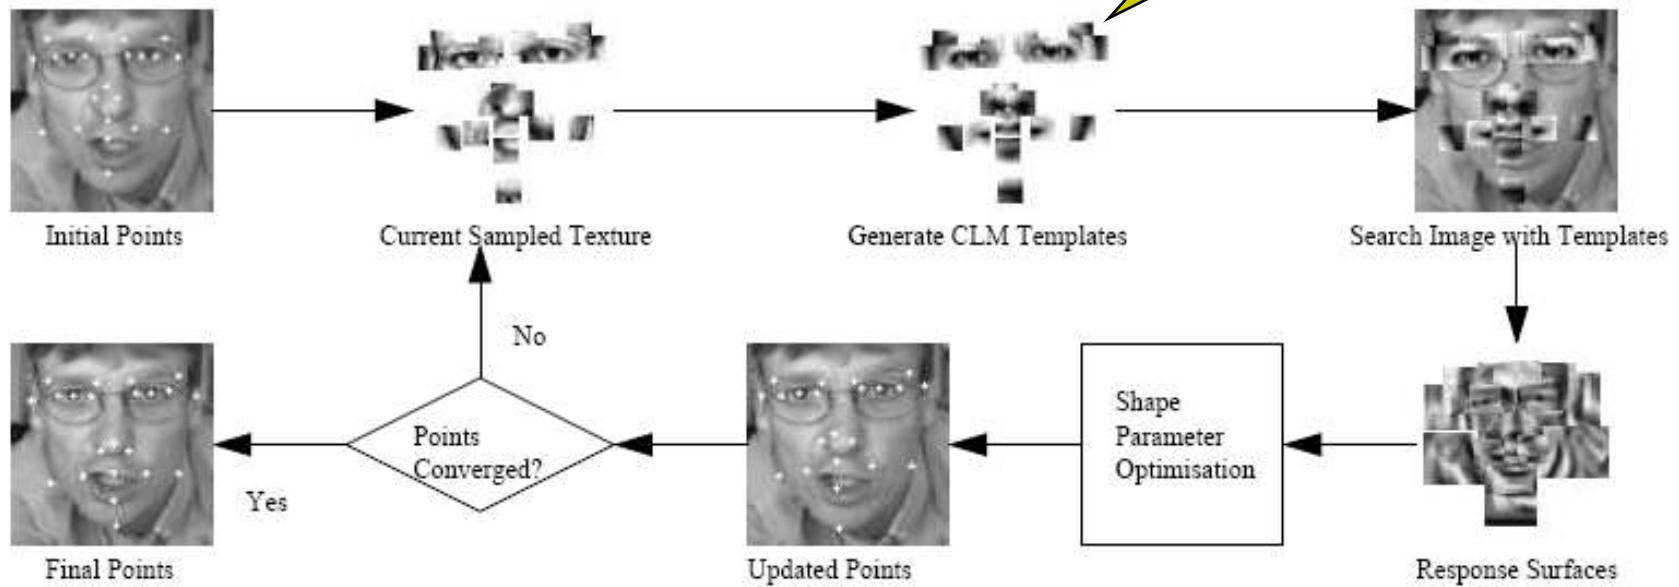 Initial Points
Current Sampled Texture
Generate CLM Templates
Search Image with Templates
No
Shape
Parameter
Optimisation
Points
Converged?
Yes
Final Points
Updated Points
Response Surfaces